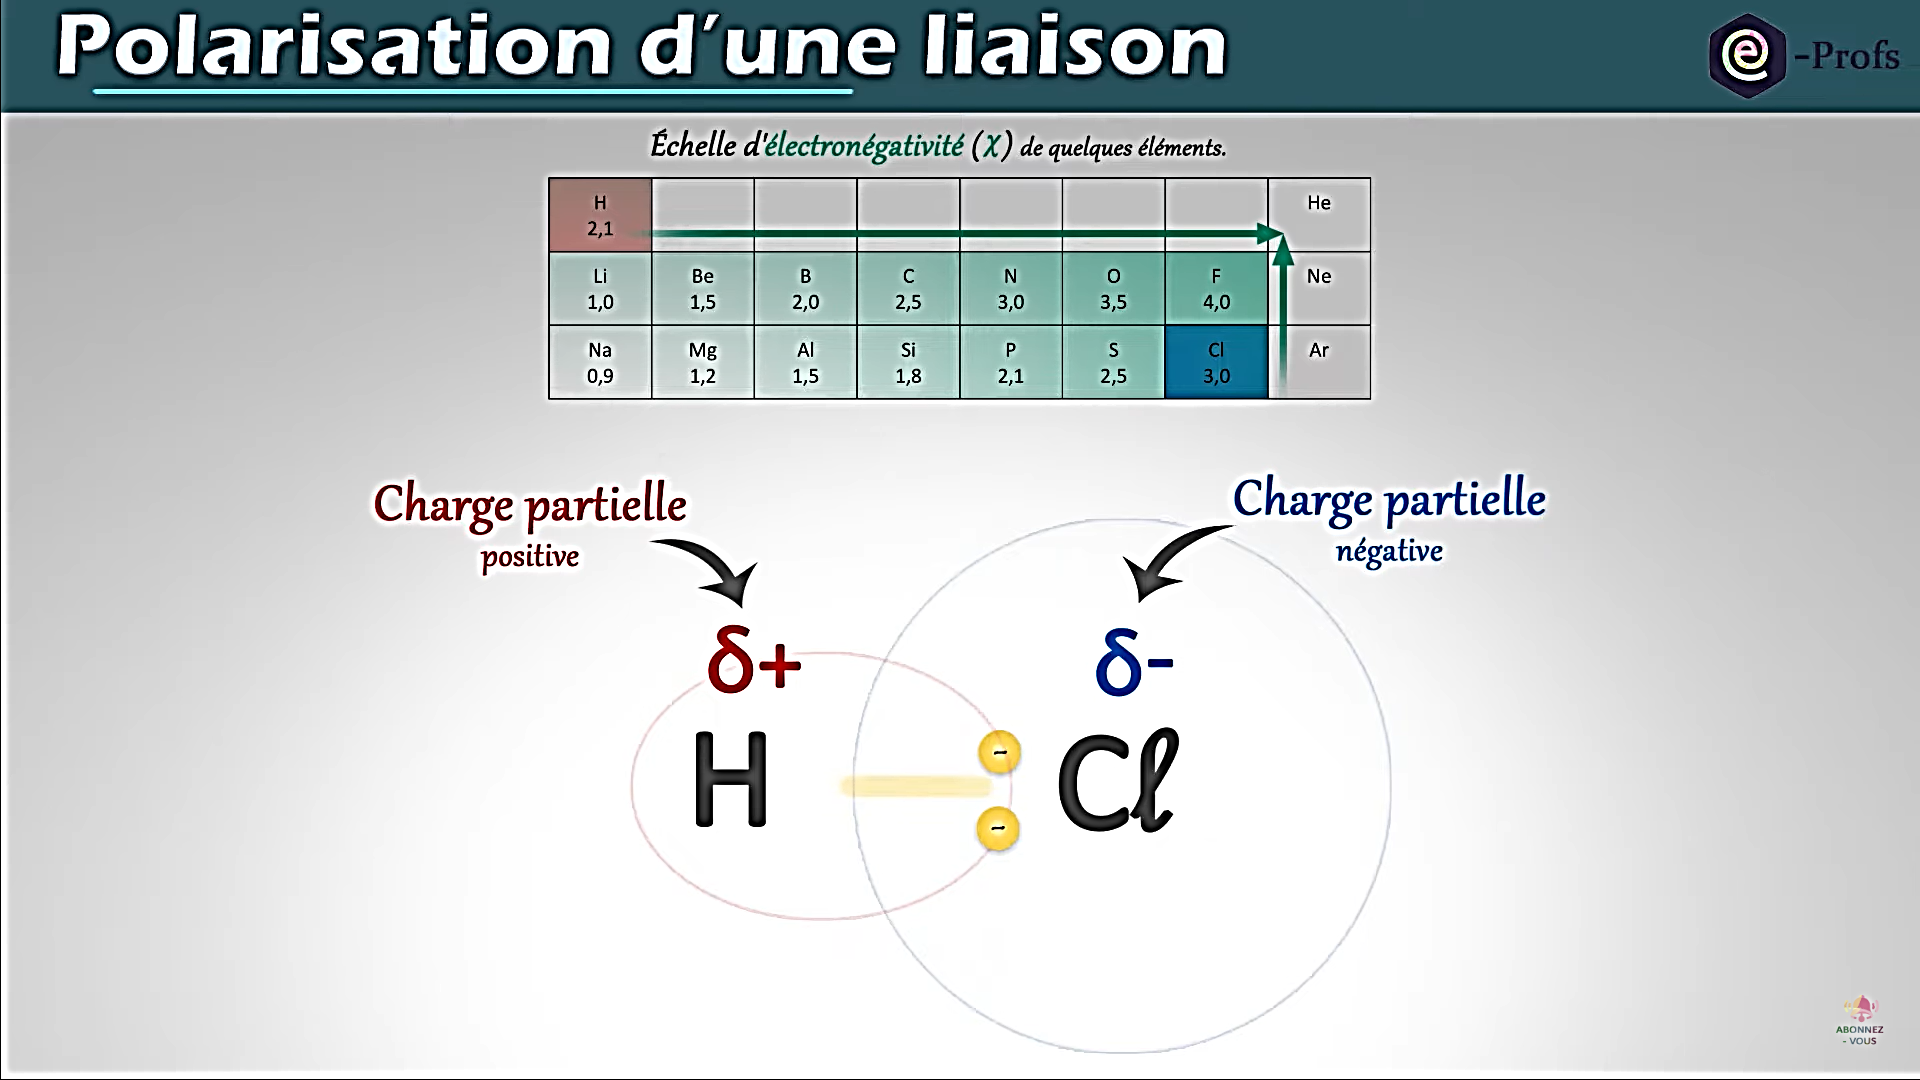 Polarisation d'une liaison
e -Profs
Échelle d'électronégativité (χ) de quelques éléments.
H He
2,1
Li Be B C N O F Ne
1,0 1,5 2,0 2,5 3,0 3,5 4,0
Na Mg Al Si P S Cl Ar
0,9 1,2 1,5 1,8 2,1 2,5 3,0
Charge partielle
positive
Charge partielle
négative
δ+ δ-
H - Cℓ
-
ABONNEZ
- VOUS